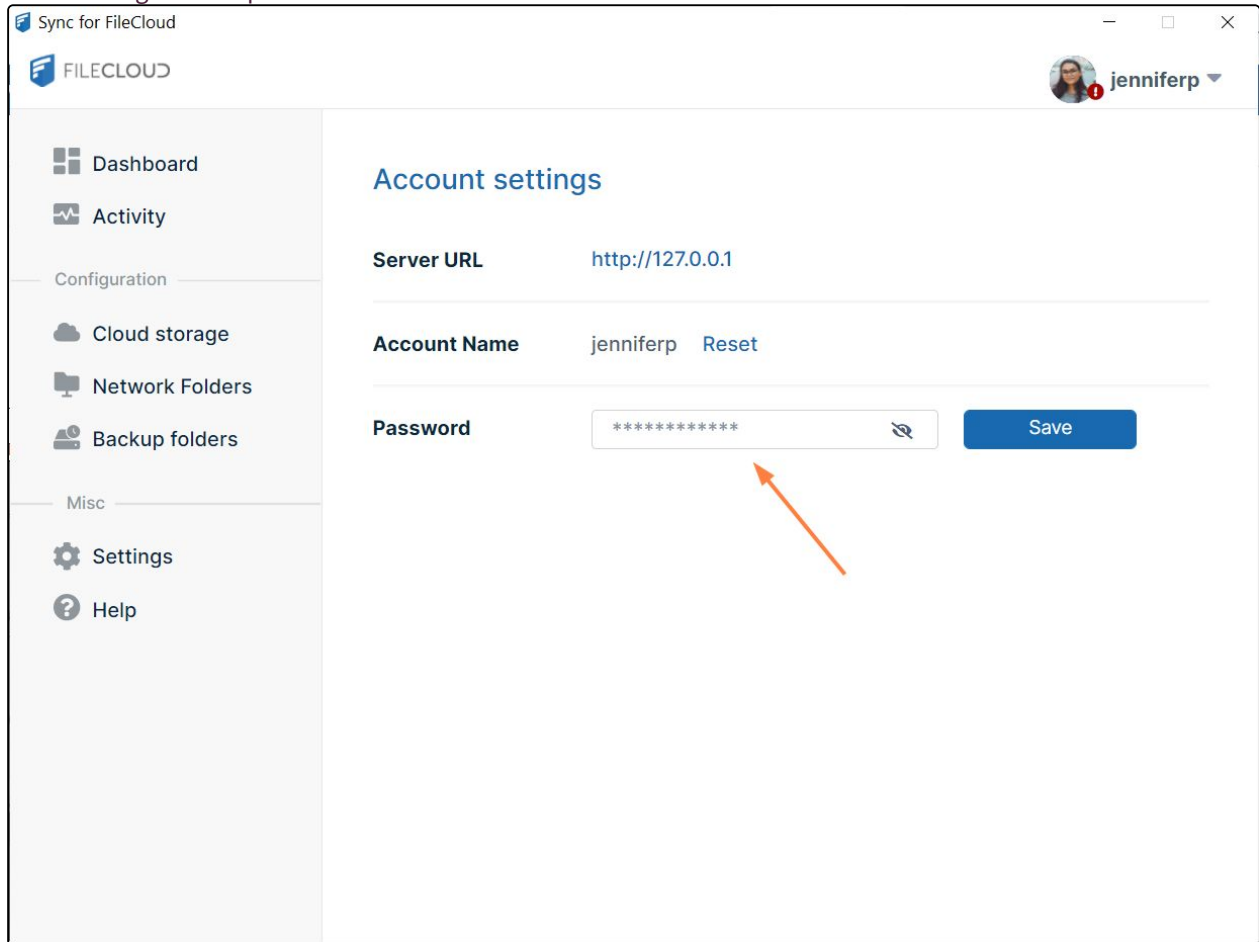 Sync for FileCloud
FILECLOUD
jenniferp
Dashboard
Activity
Configuration
Cloud storage
Network Folders
Backup folders
Misc
Settings
Help
Account settings
Server URL http://127.0.0.1
Account Name jenniferp Reset
Password ************ Save